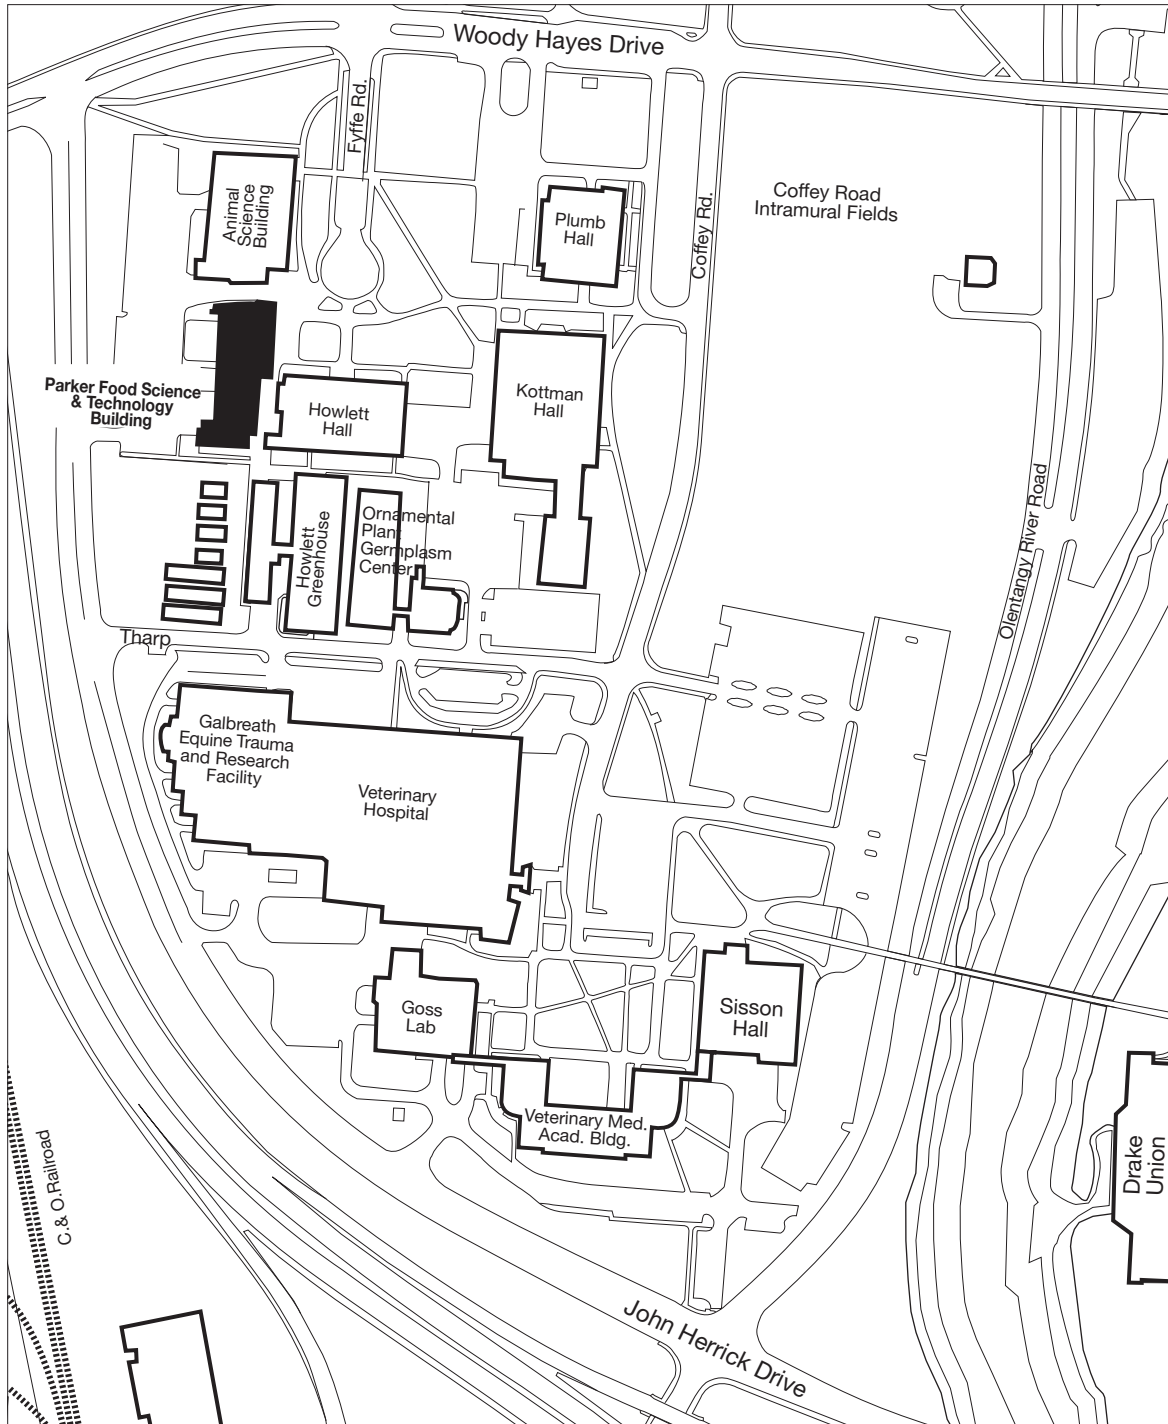 Woody Hayes Drive
Fyffe Rd.
Animal
Science
Building
Plumb
Hall
Coffey Rd.
Coffey Road
Intramural Fields
Parker Food Science
& Technology
Building
Howlett
Hall
Kottman
Hall
Howlett
Greenhouse
Ornamental
Plant
Germplasm
Center
Olentangy River Road
Tharp
Galbreath
Equine Trauma
and Research
Facility
Veterinary
Hospital
Goss
Lab
Sisson
Hall
Veterinary Med.
Acad. Bldg.
Drake
Union
C.& O.Railroad
John Herrick Drive